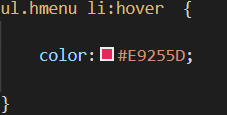 ul.hmenu li:hover  {
color:#E9255D;
}